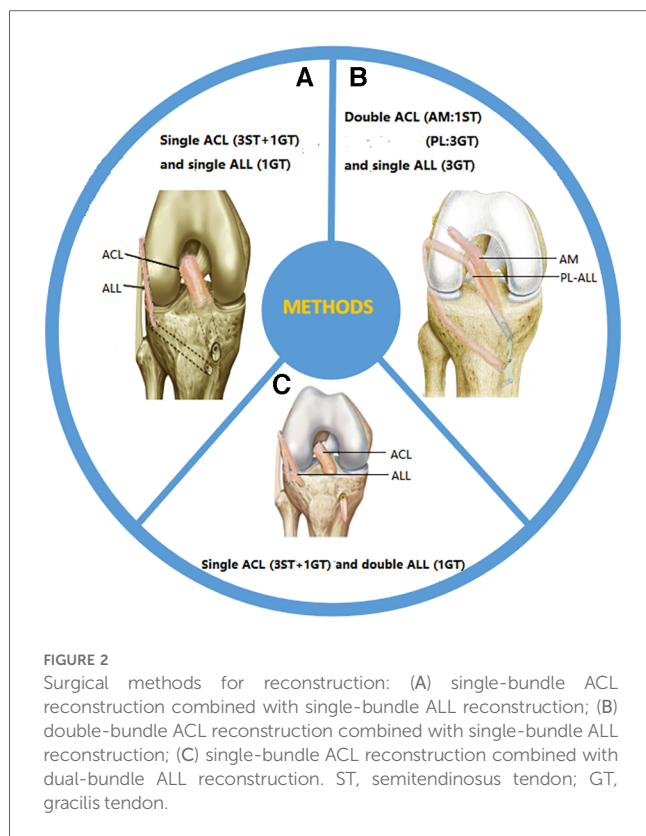 A
B
Single ACL (3ST+1GT)
and single ALL (1GT)
Double ACL (AM:1ST)
(PL:3GT)
and single ALL (3GT)
ACL
ALL
AM
PL-ALL
METHODS
C
ACL
ALL
Single ACL (3ST+1GT) and double ALL (1GT)
FIGURE 2
Surgical methods for reconstruction: (A) single-bundle ACL
reconstruction combined with single-bundle ALL reconstruction; (B)
double-bundle ACL reconstruction combined with single-bundle ALL
reconstruction; (C) single-bundle ACL reconstruction combined with
dual-bundle ALL reconstruction. ST, semitendinosus tendon; GT,
gracilis tendon.